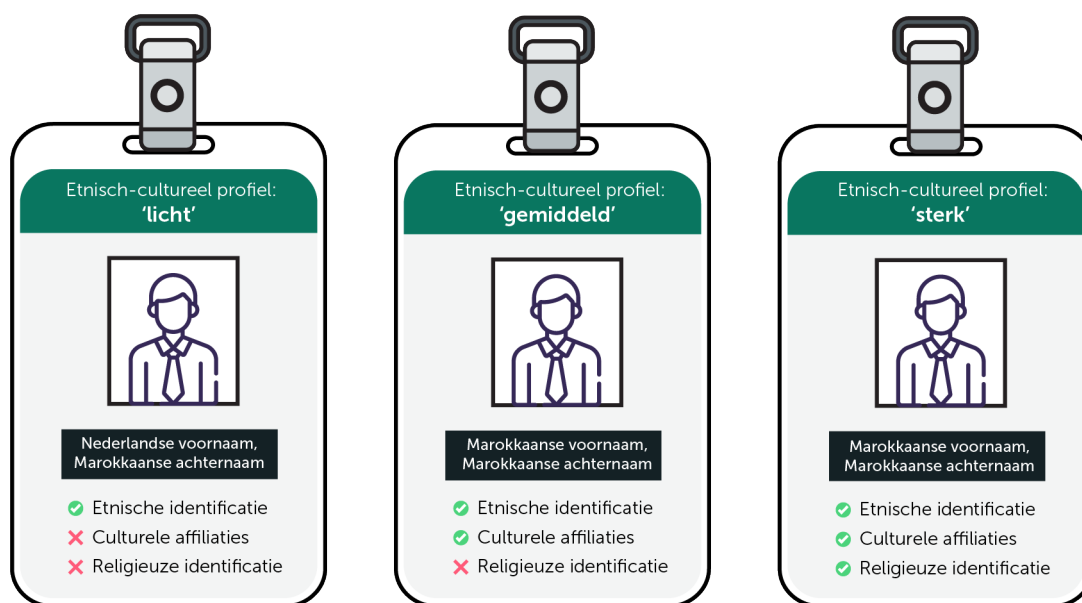 Etnisch-cultureel profiel:
‘licht’
Nederlandse voornaam,
Marokkaanse achternaam
Etnische identificatie
Culturele affiliaties
Religieuze identificatie
Etnisch-cultureel profiel:
‘gemiddeld’
Marokkaanse voornaam,
Marokkaanse achternaam
Etnische identificatie
Culturele affiliaties
Religieuze identificatie
Etnisch-cultureel profiel:
‘sterk’
Marokkaanse voornaam,
Marokkaanse achternaam
Etnische identificatie
Culturele affiliaties
Religieuze identificatie